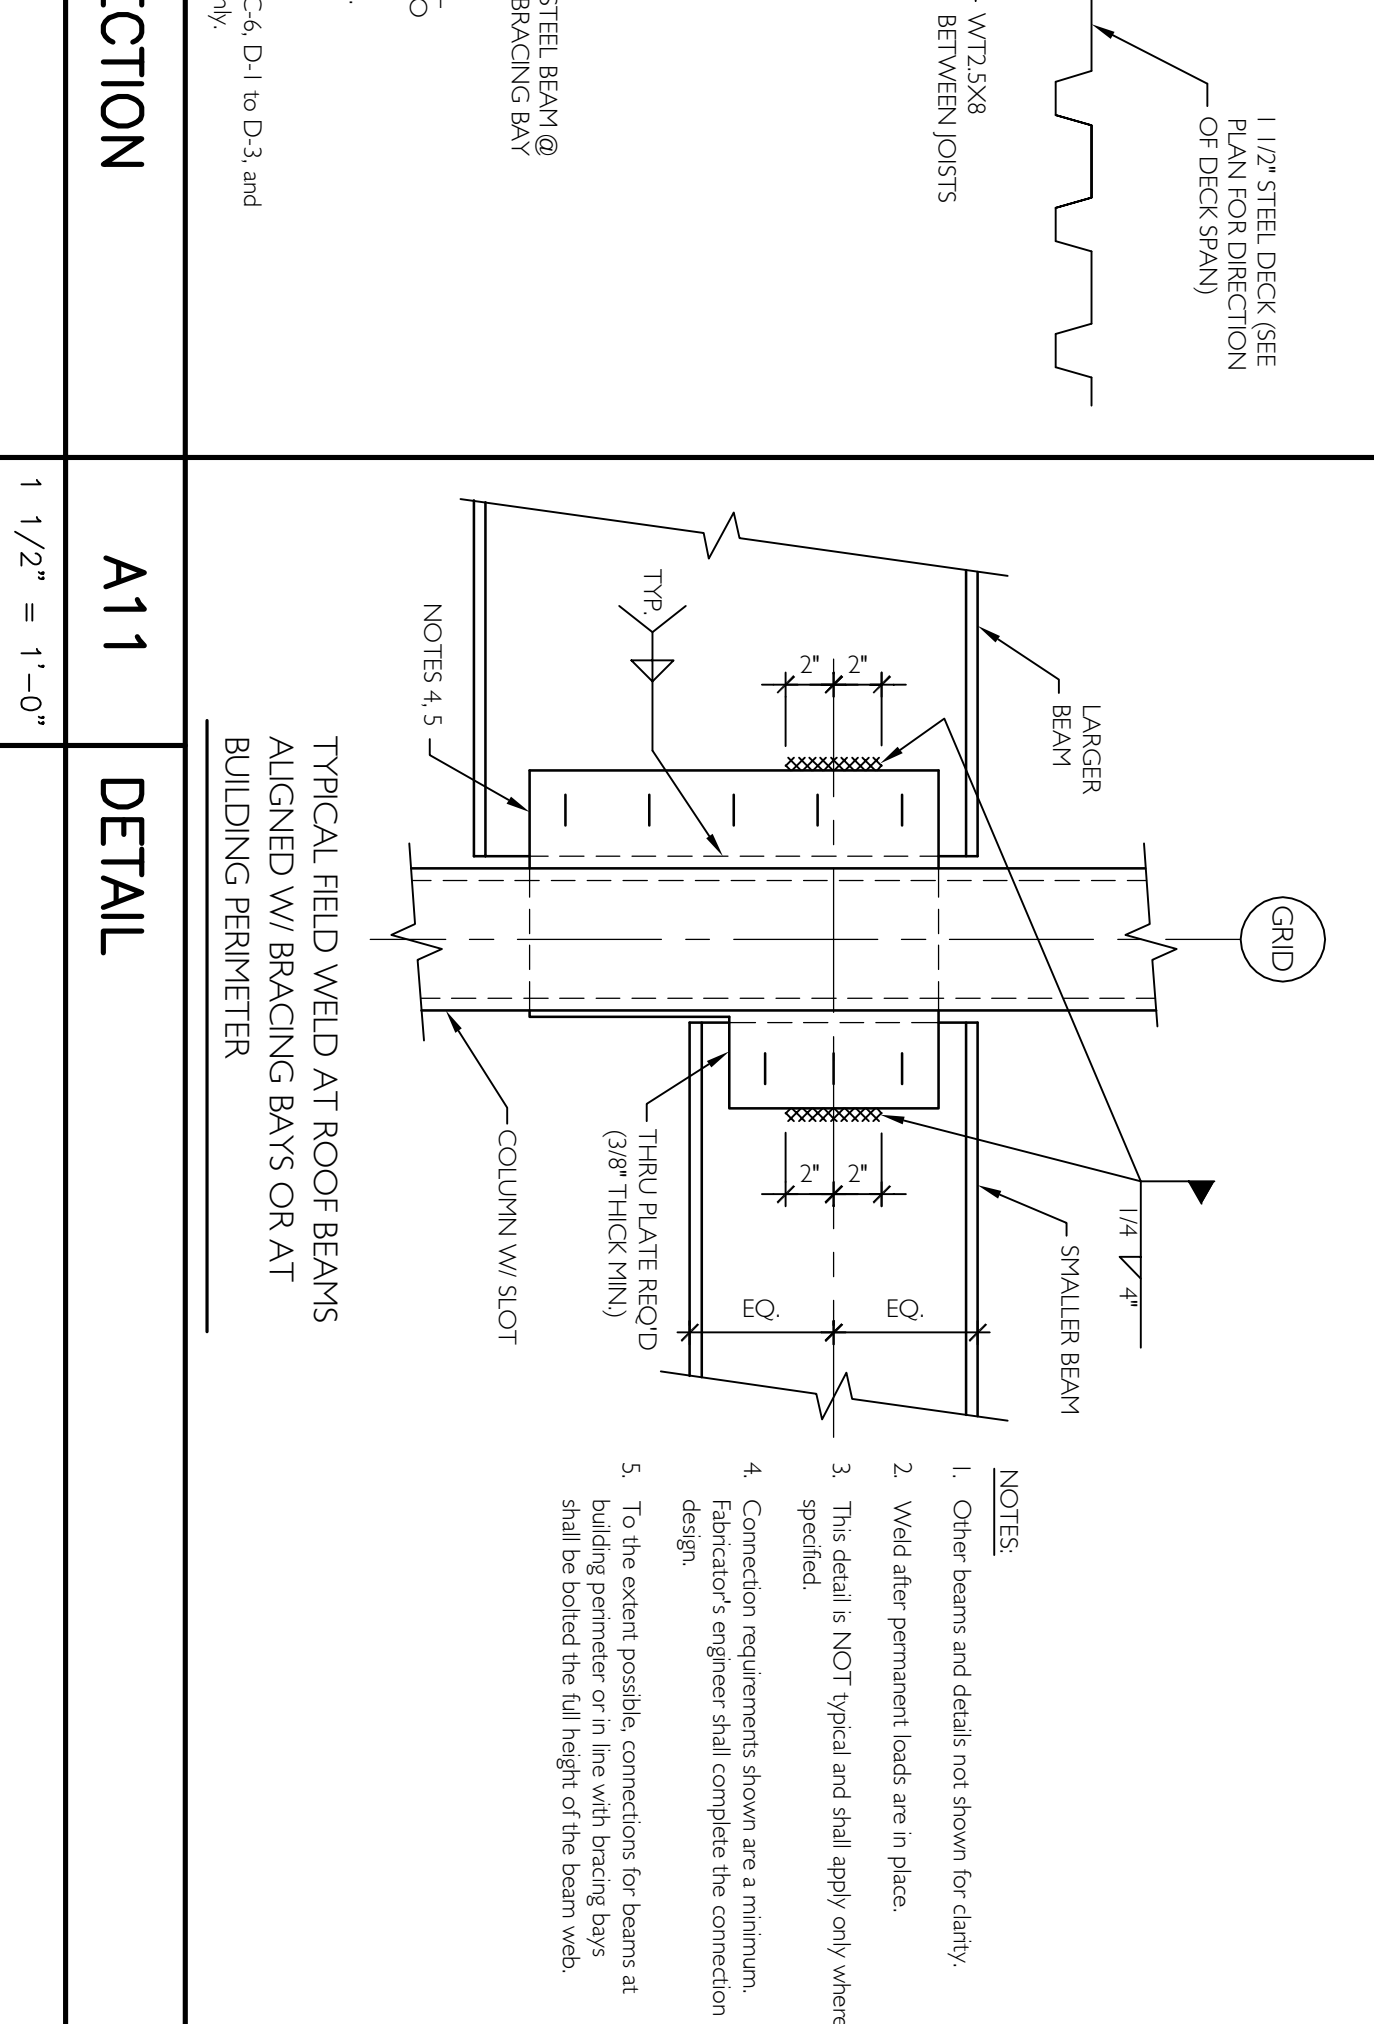 1 1/2" STEEL DECK (SEE
PLAN FOR DIRECTION
OF DECK SPAN)
WT2.5X8
BETWEEN JOISTS
STEEL BEAM @
BRACING BAY
C-6, D-1 to D-3, and
GRID
LARGER
BEAM
2"
2"
TYP.
NOTES 4, 5
1/4
4"
SMALLER BEAM
2"
2"
EQ.
EQ.
THRU PLATE REQ'D
(3/8" THICK MIN.)
COLUMN W/ SLOT
NOTES:
1. Other beams and details not shown for clarity.
2. Weld after permanent loads are in place.
3. This detail is NOT typical and shall apply only where
specified.
4. Connection requirements shown are a minimum.
Fabricator's engineer shall complete the connection
design.
5. To the extent possible, connections for beams at
building perimeter or in line with bracing bays
shall be bolted the full height of the beam web.
TYPICAL FIELD WELD AT ROOF BEAMS
ALIGNED W/ BRACING BAYS OR AT
BUILDING PERIMETER
ECTION
A11
DETAIL
1 1/2" = 1'-0"